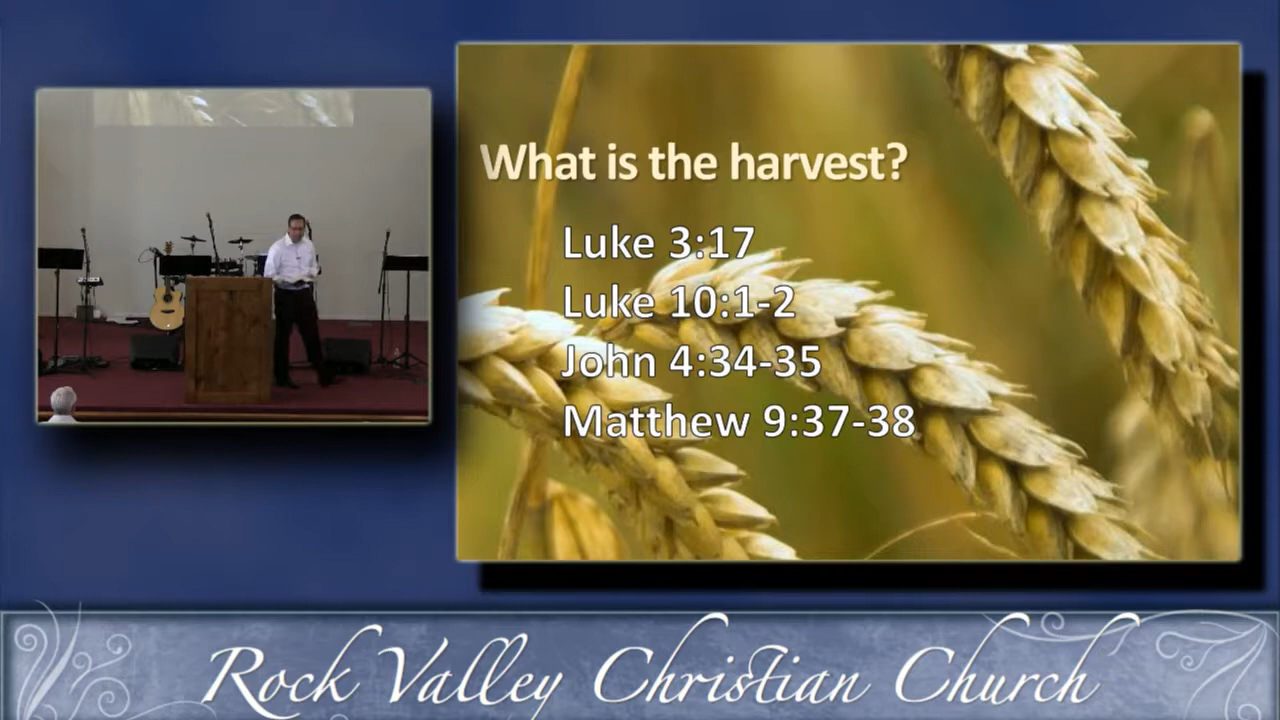 What is the harvest?
Luke 3:17
Luke 10:1-2
John 4:34-35
Matthew 9:37-38
Rock Valley Christian Church